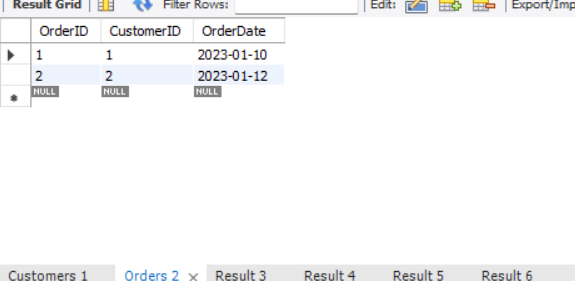 Result Grid Filter Rows: Edit: Export/Imp
OrderID CustomerID OrderDate
1 1 2023-01-10
2 2 2023-01-12
NULL NULL NULL
Customers 1 Orders 2 Result 3 Result 4 Result 5 Result 6